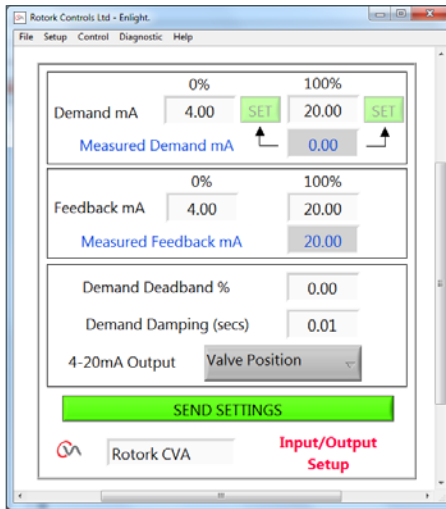 Rotork Controls Ltd - Enlight.
File Setup Control Diagnostic Help
0% 100%
Demand mA 4.00 SET 20.00 SET
Measured Demand mA 0.00
0% 100%
Feedback mA 4.00 20.00
Measured Feedback mA 20.00
Demand Deadband % 0.00
Demand Damping (secs) 0.01
4-20mA Output Valve Position
SEND SETTINGS
Rotork CVA Input/Output
Setup